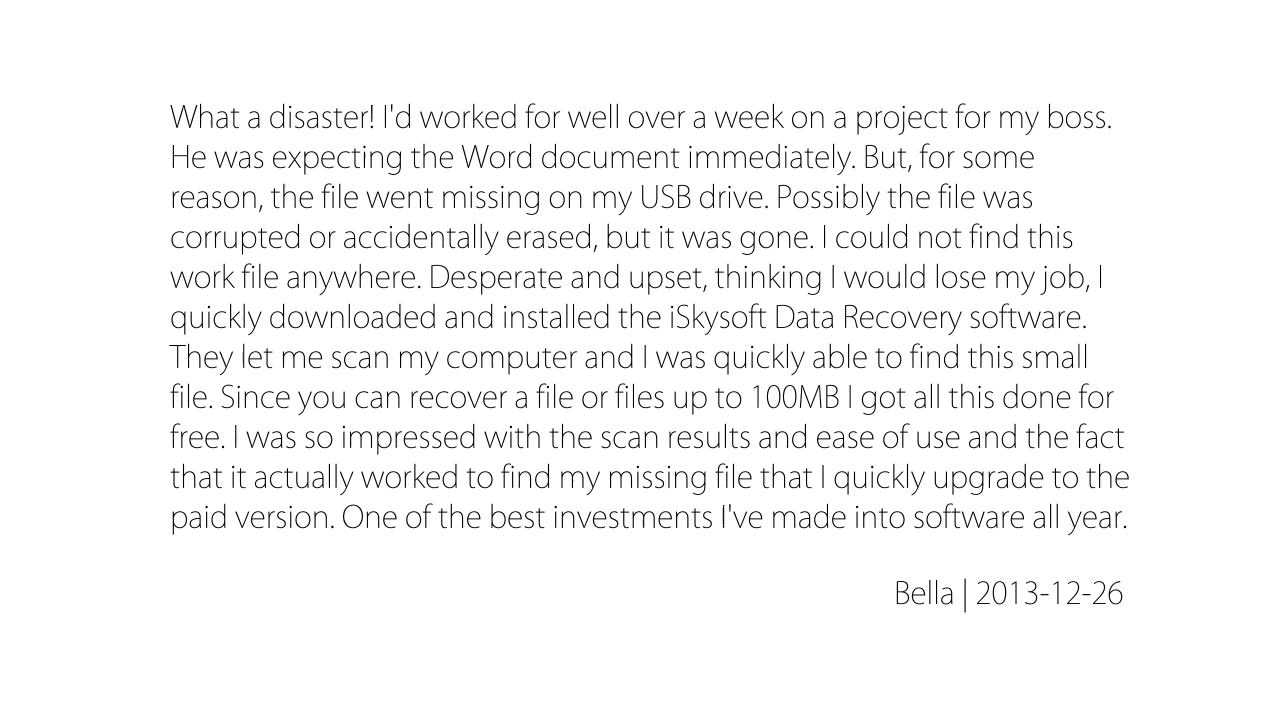 What a disaster! I'd worked for well over a week on a project for my boss.
He was expecting the Word document immediately. But, for some
reason, the file went missing on my USB drive. Possibly the file was
corrupted or accidentally erased, but it was gone. I could not find this
work file anywhere. Desperate and upset, thinking I would lose my job, I
quickly downloaded and installed the iSkysoft Data Recovery software.
They let me scan my computer and I was quickly able to find this small
file. Since you can recover a file or files up to 100MB I got all this done for
free. I was so impressed with the scan results and ease of use and the fact
that it actually worked to find my missing file that I quickly upgrade to the
paid version. One of the best investments I've made into software all year.
Bella | 2013-12-26